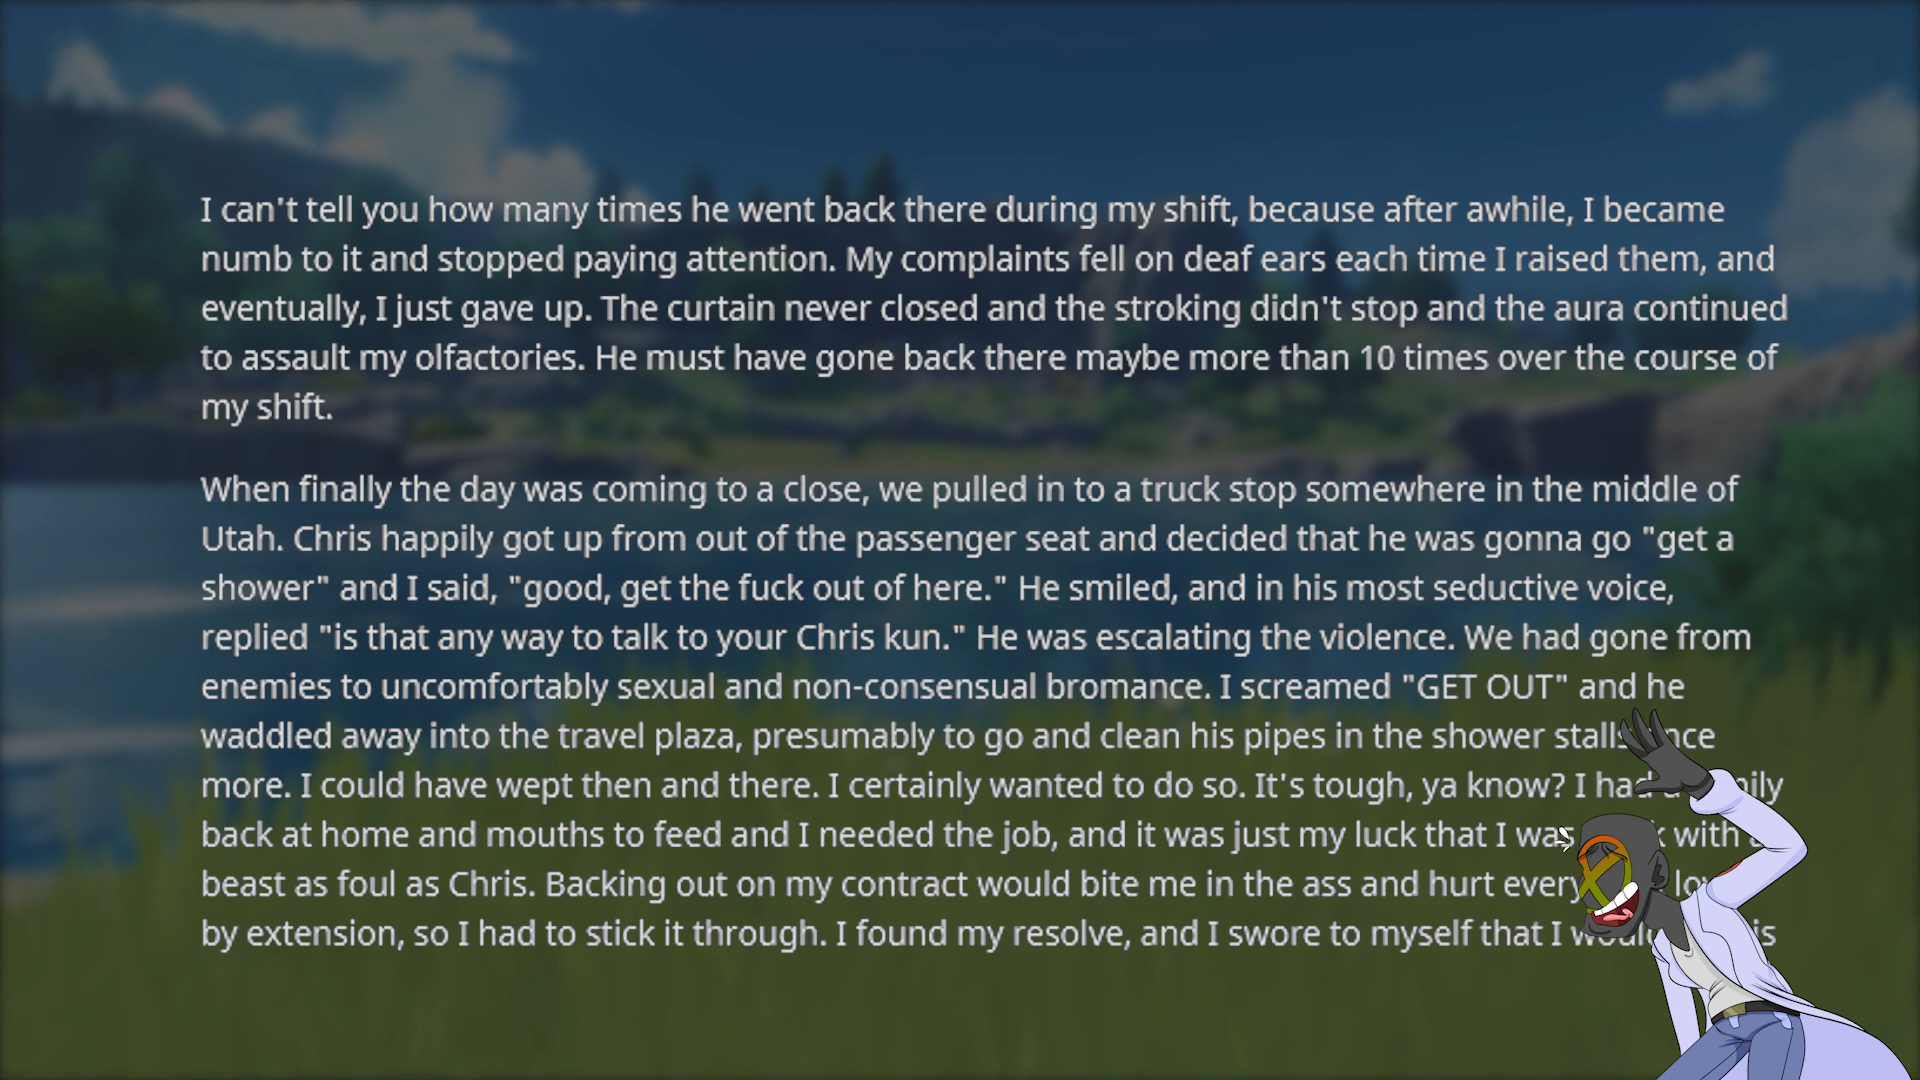 I can't tell you how many times he went back there during my shift, because after awhile, I became
numb to it and stopped paying attention. My complaints fell on deaf ears each time I raised them, and
eventually, I just gave up. The curtain never closed and the stroking didn't stop and the aura continued
to assault my olfactories. He must have gone back there maybe more than 10 times over the course of
my shift.
When finally the day was coming to a close, we pulled in to a truck stop somewhere in the middle of
Utah. Chris happily got up from out of the passenger seat and decided that he was gonna go "get a
shower" and I said, "good, get the fuck out of here." He smiled, and in his most seductive voice,
replied "is that any way to talk to your Chris kun." He was escalating the violence. We had gone from
enemies to uncomfortably sexual and non-consensual bromance. I screamed "GET OUT" and he
waddled away into the travel plaza, presumably to go and clean his pipes in the shower stalls
more. I could have wept then and there. I certainly wanted to do so. It's tough, ya know? I had
back at home and mouths to feed and I needed the job, and it was just my luck that I was with
beast as foul as Chris. Backing out on my contract would bite me in the ass and hurt
by extension, so I had to stick it through. I found my resolve, and I swore to myself that I